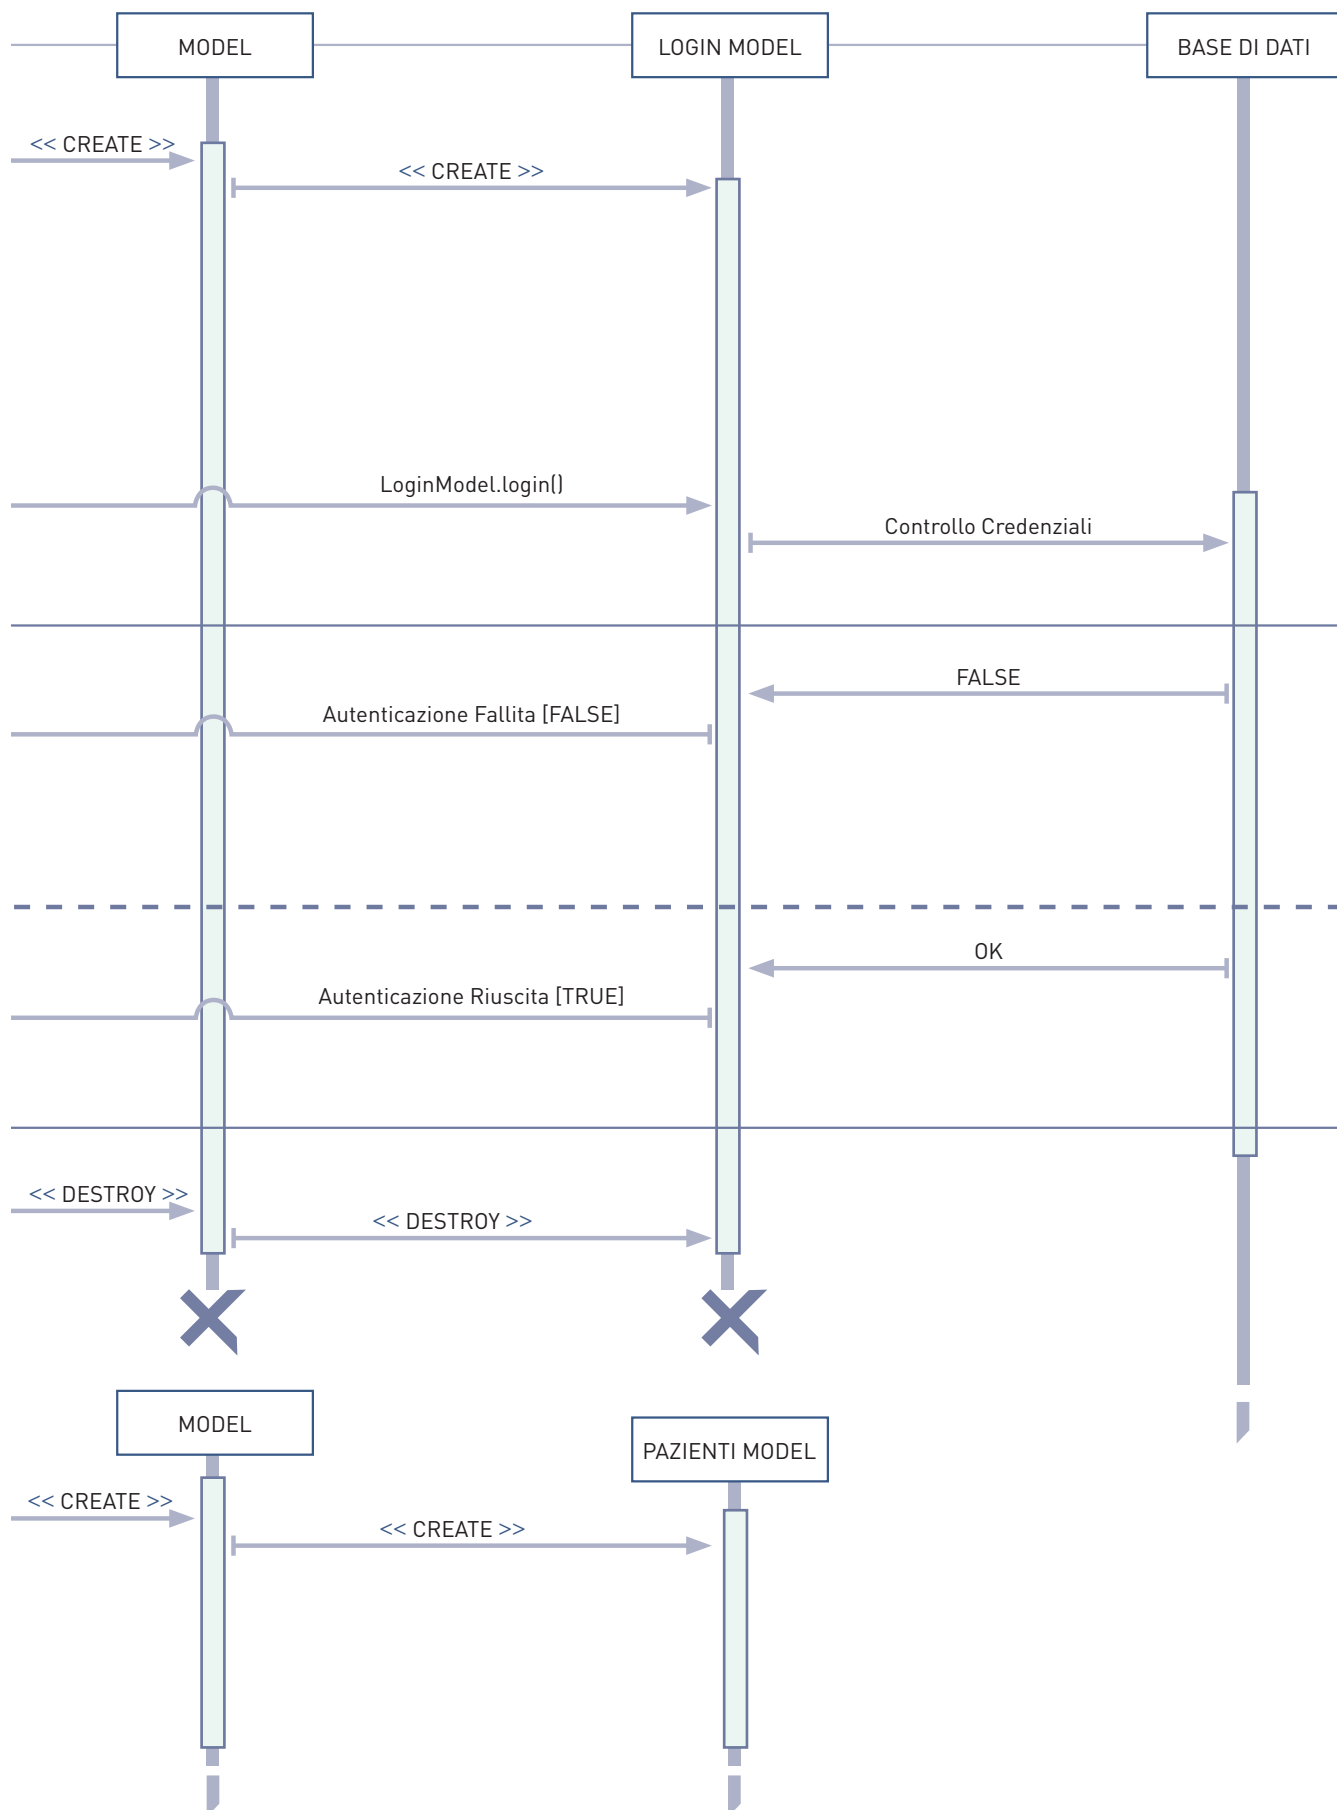 MODEL
LOGIN MODEL
BASE DI DATI
<< CREATE >>
<< CREATE >>
LoginModel.login()
Controllo Credenziali
FALSE
Autenticazione Fallita [FALSE]
OK
Autenticazione Riuscita [TRUE]
<< DESTROY >>
<< DESTROY >>
MODEL
PAZIENTI MODEL
<< CREATE >>
<< CREATE >>